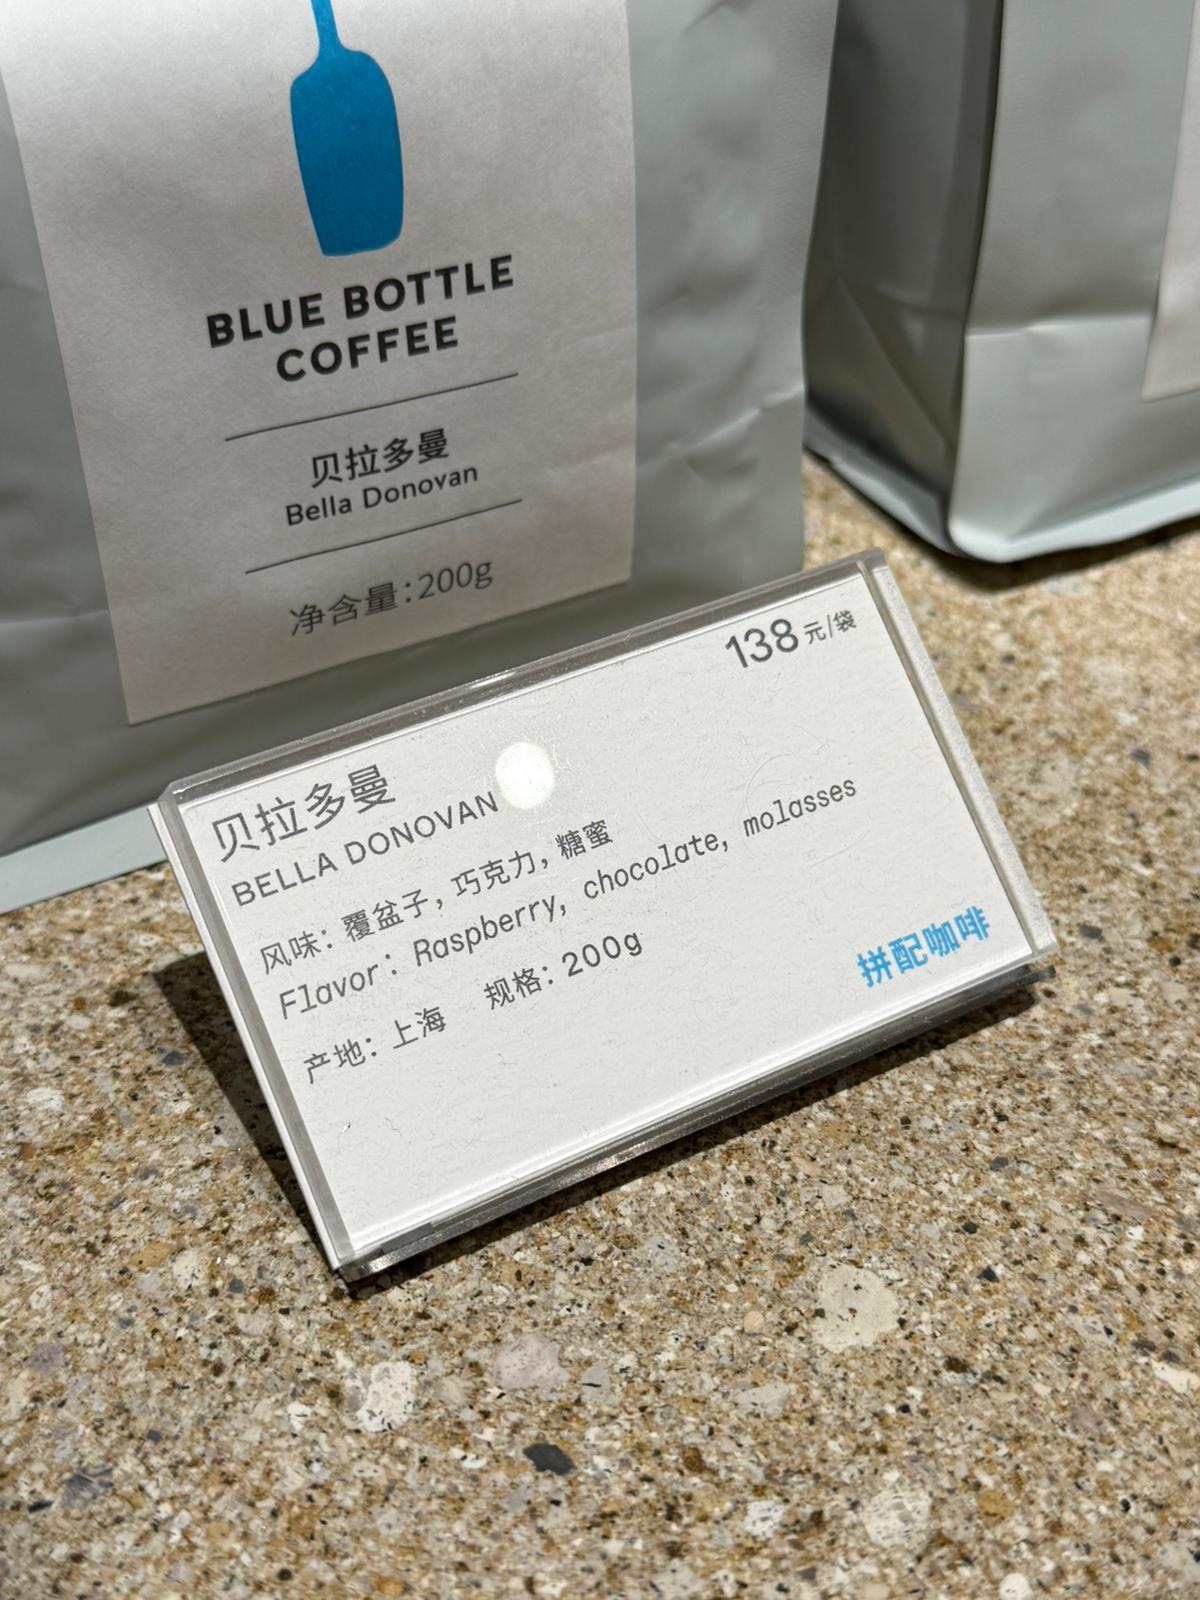 BLUE BOTTLE
COFFEE
贝拉多曼
Bella Donovan
净含量:200g
138元/袋
贝拉多曼
BELLA DONOVAN
风味: 覆盆子, 巧克力, 糖蜜
Flavor: Raspberry, chocolate, molasses
产地: 上海 规格: 200g
拼配咖啡